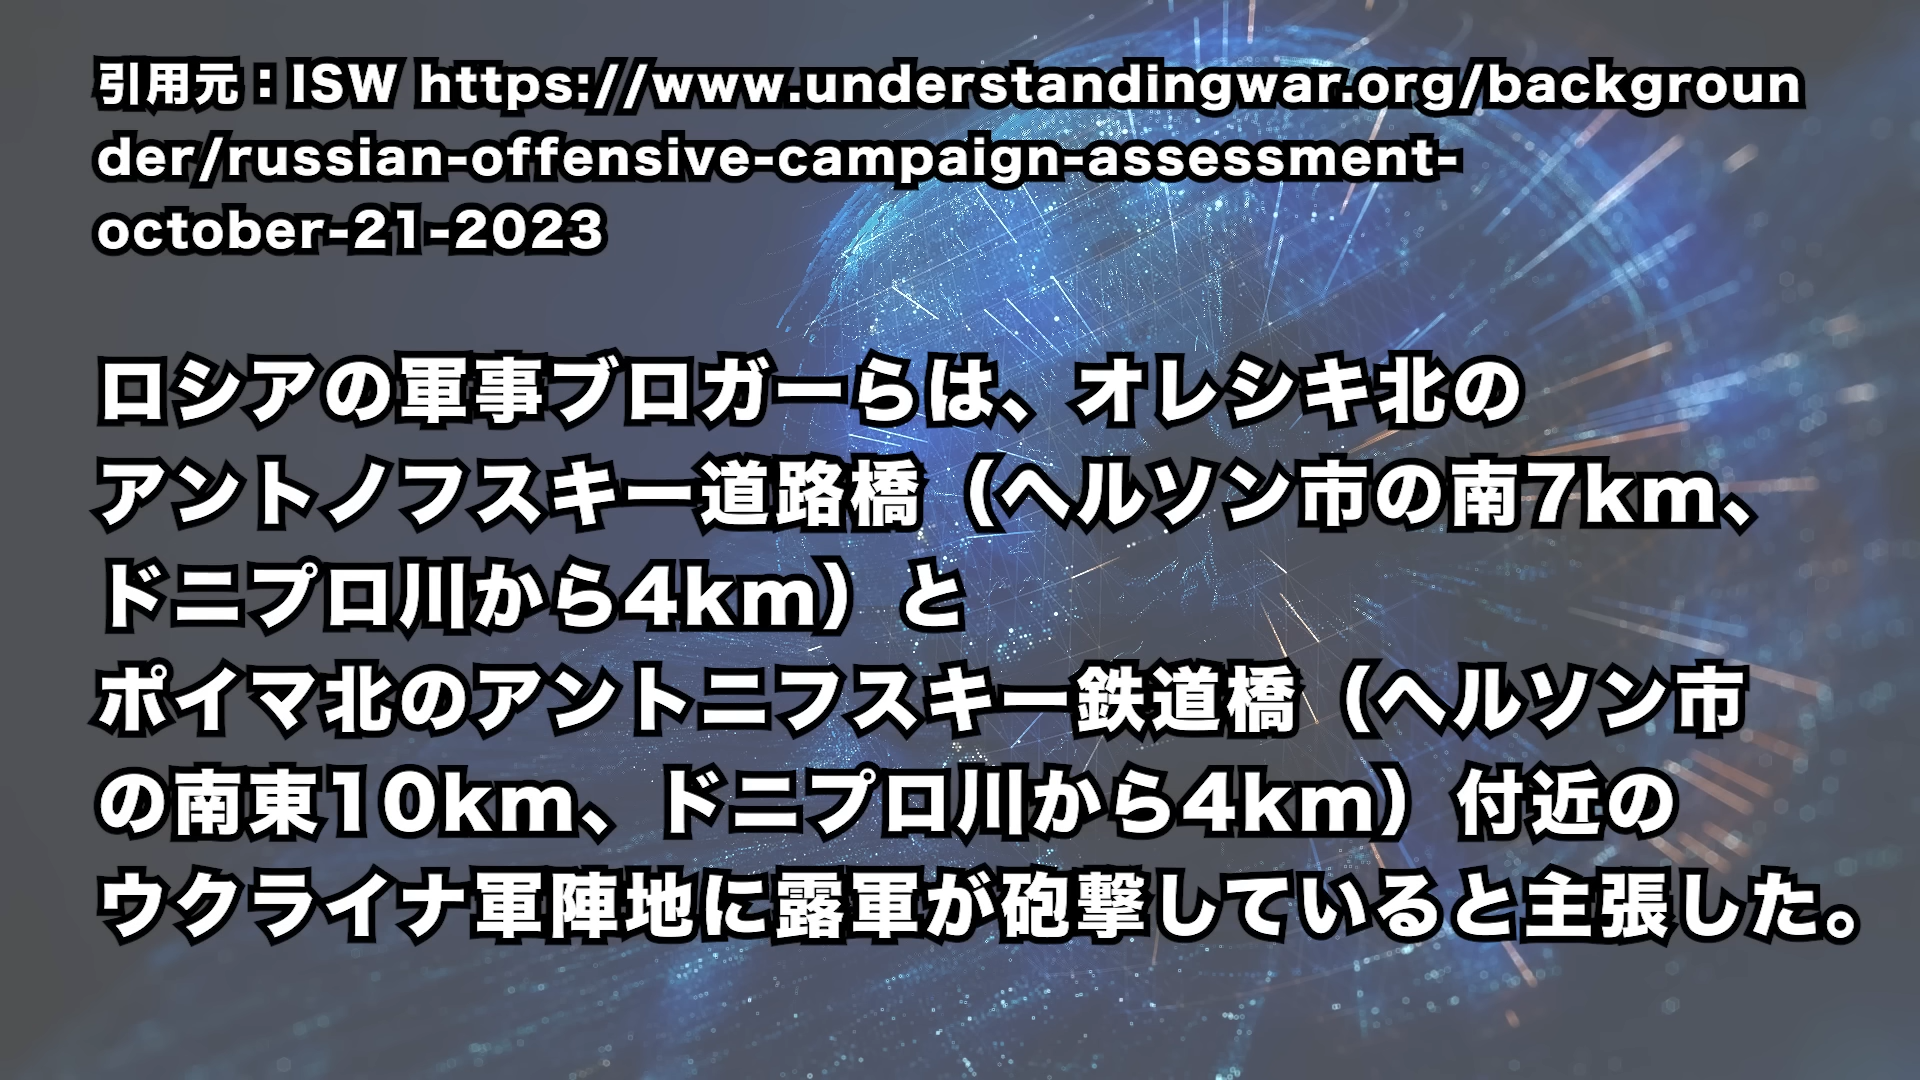 引用元：ISW https://www.understandingwar.org/backgroun
der/russian-offensive-campaign-assessment-
october-21-2023
ロシアの軍事ブロガーらは、オレシキ北の
アントノフスキー道路橋（ヘルソン市の南7km、
ドニプロ川から4km）と
ポイマ北のアントニフスキー鉄道橋（ヘルソン市
の南東10km、ドニプロ川から4km）付近の
ウクライナ軍陣地に露軍が砲撃していると主張した。